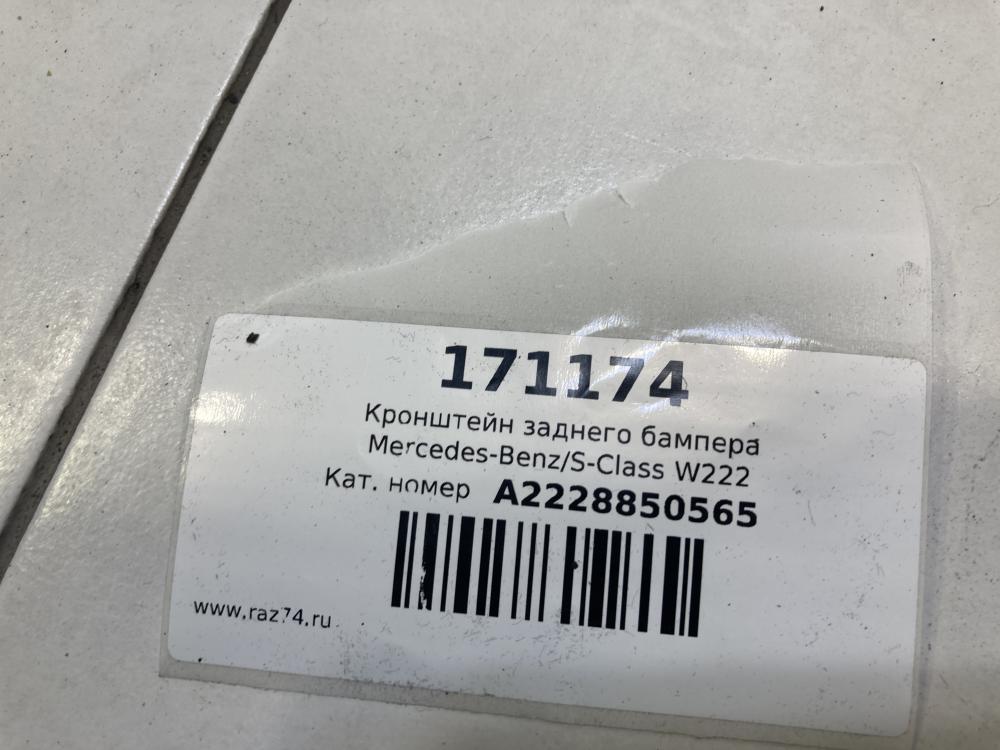 171174
Кронштейн заднего бампера
Mercedes-Benz/S-Class W222
Кат. номер A2228850565
www.raz74.ru